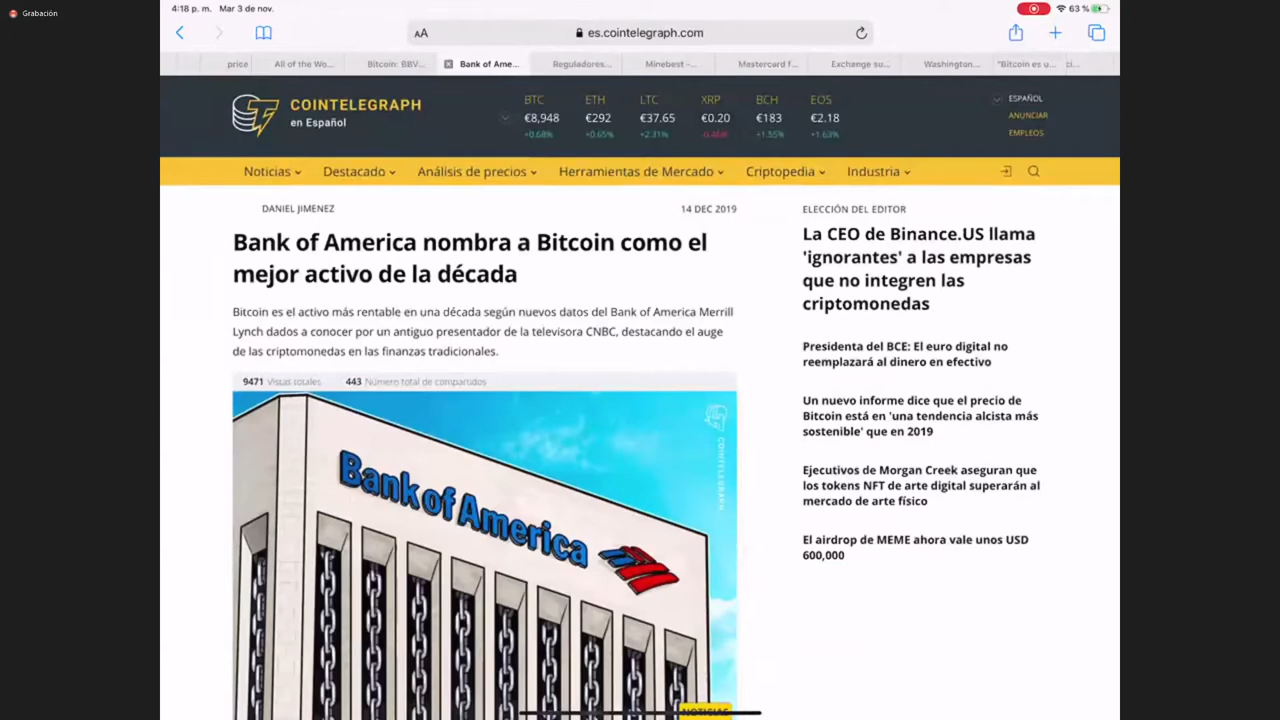 Grabación
4:18 p. m. Mar 3 de nov.
63 %
AA
es.cointelegraph.com
price
All of the Wo...
Bitcoin: BBV...
Bank of Ame...
Reguladores...
Minebest –...
Mastercard f...
Exchange su...
Washington...
"Bitcoin es u...
ci...
COINTELEGRAPH
en Español
BTC ETH LTC XRP BCH EOS
€8,948 €292 €37.65 €0.20 €183 €2.18
+0.68% +0.65% +2.31% +1.55% +1.63%
ESPAÑOL
ANUNCIAR
EMPLEOS
Noticias Destacado Análisis de precios Herramientas de Mercado Criptopedia Industria
DANIEL JIMENEZ
14 DEC 2019
Bank of America nombra a Bitcoin como el
mejor activo de la década
Bitcoin es el activo más rentable en una década según nuevos datos del Bank of America Merrill
Lynch dados a conocer por un antiguo presentador de la televisora CNBC, destacando el auge
de las criptomonedas en las finanzas tradicionales.
9471 Vistas totales 443 Número total de compartidos
Bank of America
COINTELEGRAPH
NOTICIAS
ELECCIÓN DEL EDITOR
La CEO de Binance.US llama
'ignorantes' a las empresas
que no integren las
criptomonedas
Presidenta del BCE: El euro digital no
reemplazará al dinero en efectivo
Un nuevo informe dice que el precio de
Bitcoin está en 'una tendencia alcista más
sostenible' que en 2019
Ejecutivos de Morgan Creek aseguran que
los tokens NFT de arte digital superarán al
mercado de arte físico
El airdrop de MEME ahora vale unos USD
600,000